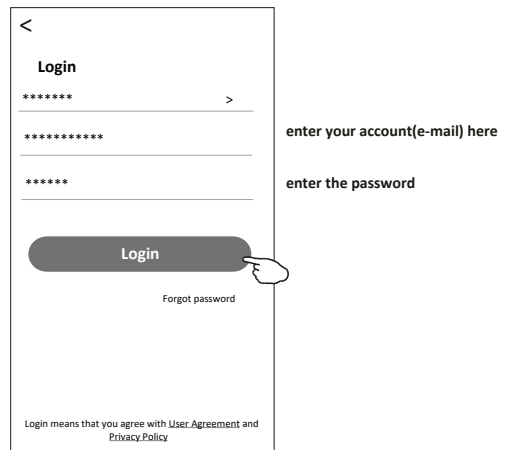 <
Login
******* >
***********
enter your account(e-mail) here
******
enter the password
Login
Forgot password
Login means that you agree with User Agreement and
Privacy Policy